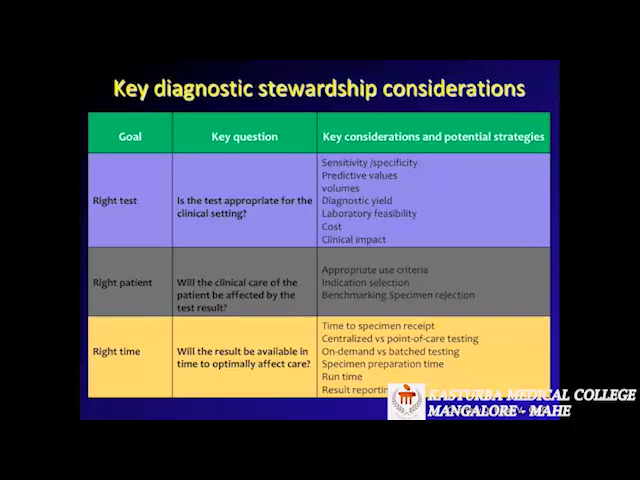 Key diagnostic stewardship considerations
Goal
Key question
Key considerations and potential strategies
Right test
Is the test appropriate for the
clinical setting?
Sensitivity /specificity
Predictive values
volumes
Diagnostic yield
Laboratory feasibility
Cost
Clinical impact
Right patient
Will the clinical care of the
patient be affected by the
test result?
Appropriate use criteria
Indication selection
Benchmarking Specimen rejection
Right time
Will the result be available in
time to optimally affect care?
Time to specimen receipt
Centralized vs point-of-care testing
On-demand vs batched testing
Specimen preparation time
Run time
Result reportin
KASTURBA MEDICAL COLLEGE
MANGALORE - MAHE